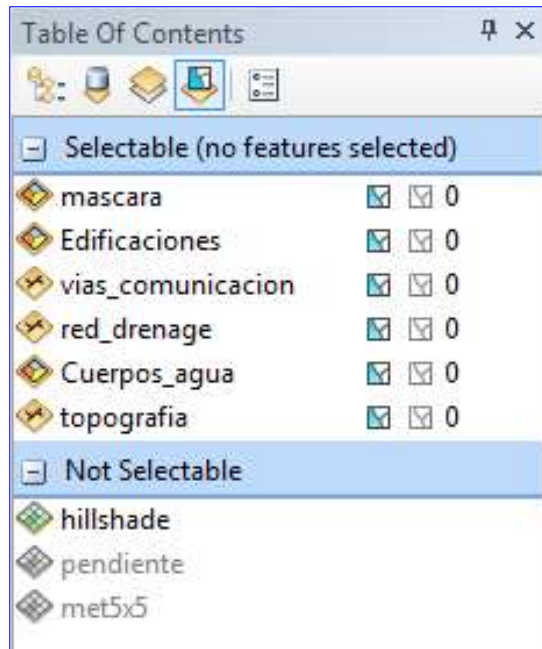 Table Of Contents
Selectable (no features selected)
mascara 0
Edificaciones 0
vias_comunicacion 0
red_drenage 0
Cuerpos_agua 0
topografia 0
Not Selectable
hillshade
pendiente
met5x5